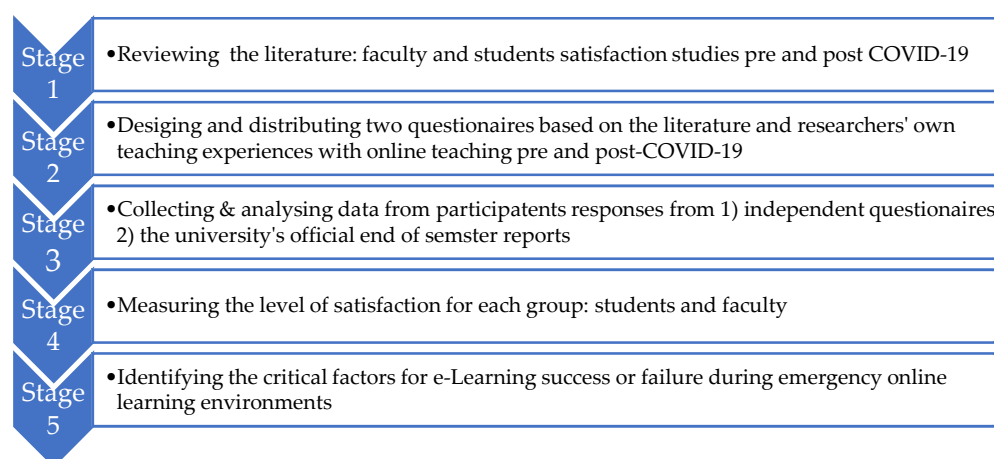 Stage
1
•Reviewing the literature: faculty and students satisfaction studies pre and post COVID-19
Stage
2
•Desiging and distributing two questionaires based on the literature and researchers' own
teaching experiences with online teaching pre and post-COVID-19
Stage
3
•Collecting & analysing data from participatents responses from 1) independent questionaires
2) the university's official end of semster reports
Stage
4
•Measuring the level of satisfaction for each group: students and faculty
Stage
5
•Identifying the critical factors for e-Learning success or failure during emergency online
learning environments